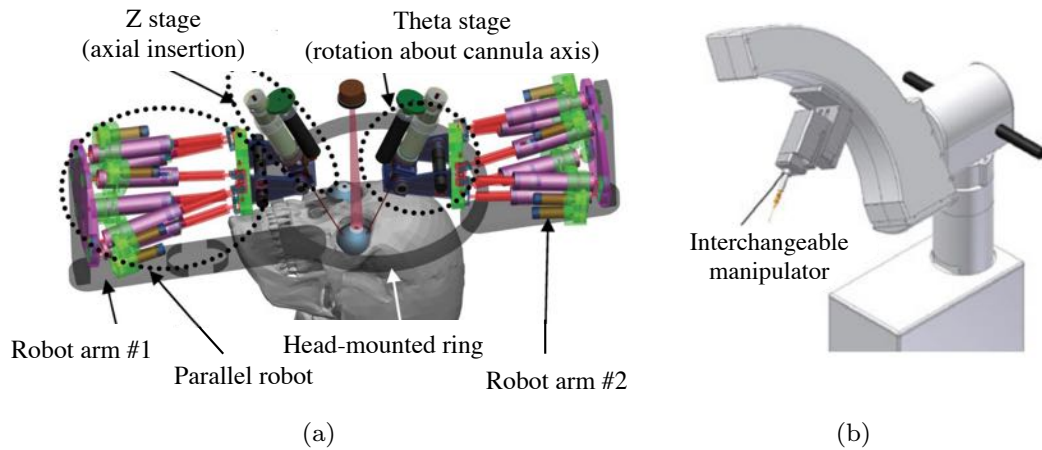 Z stage
(axial insertion)
Theta stage
(rotation about cannula axis)
Robot arm #1
Parallel robot
Head-mounted ring
Robot arm #2
(a)
Interchangeable
manipulator
(b)